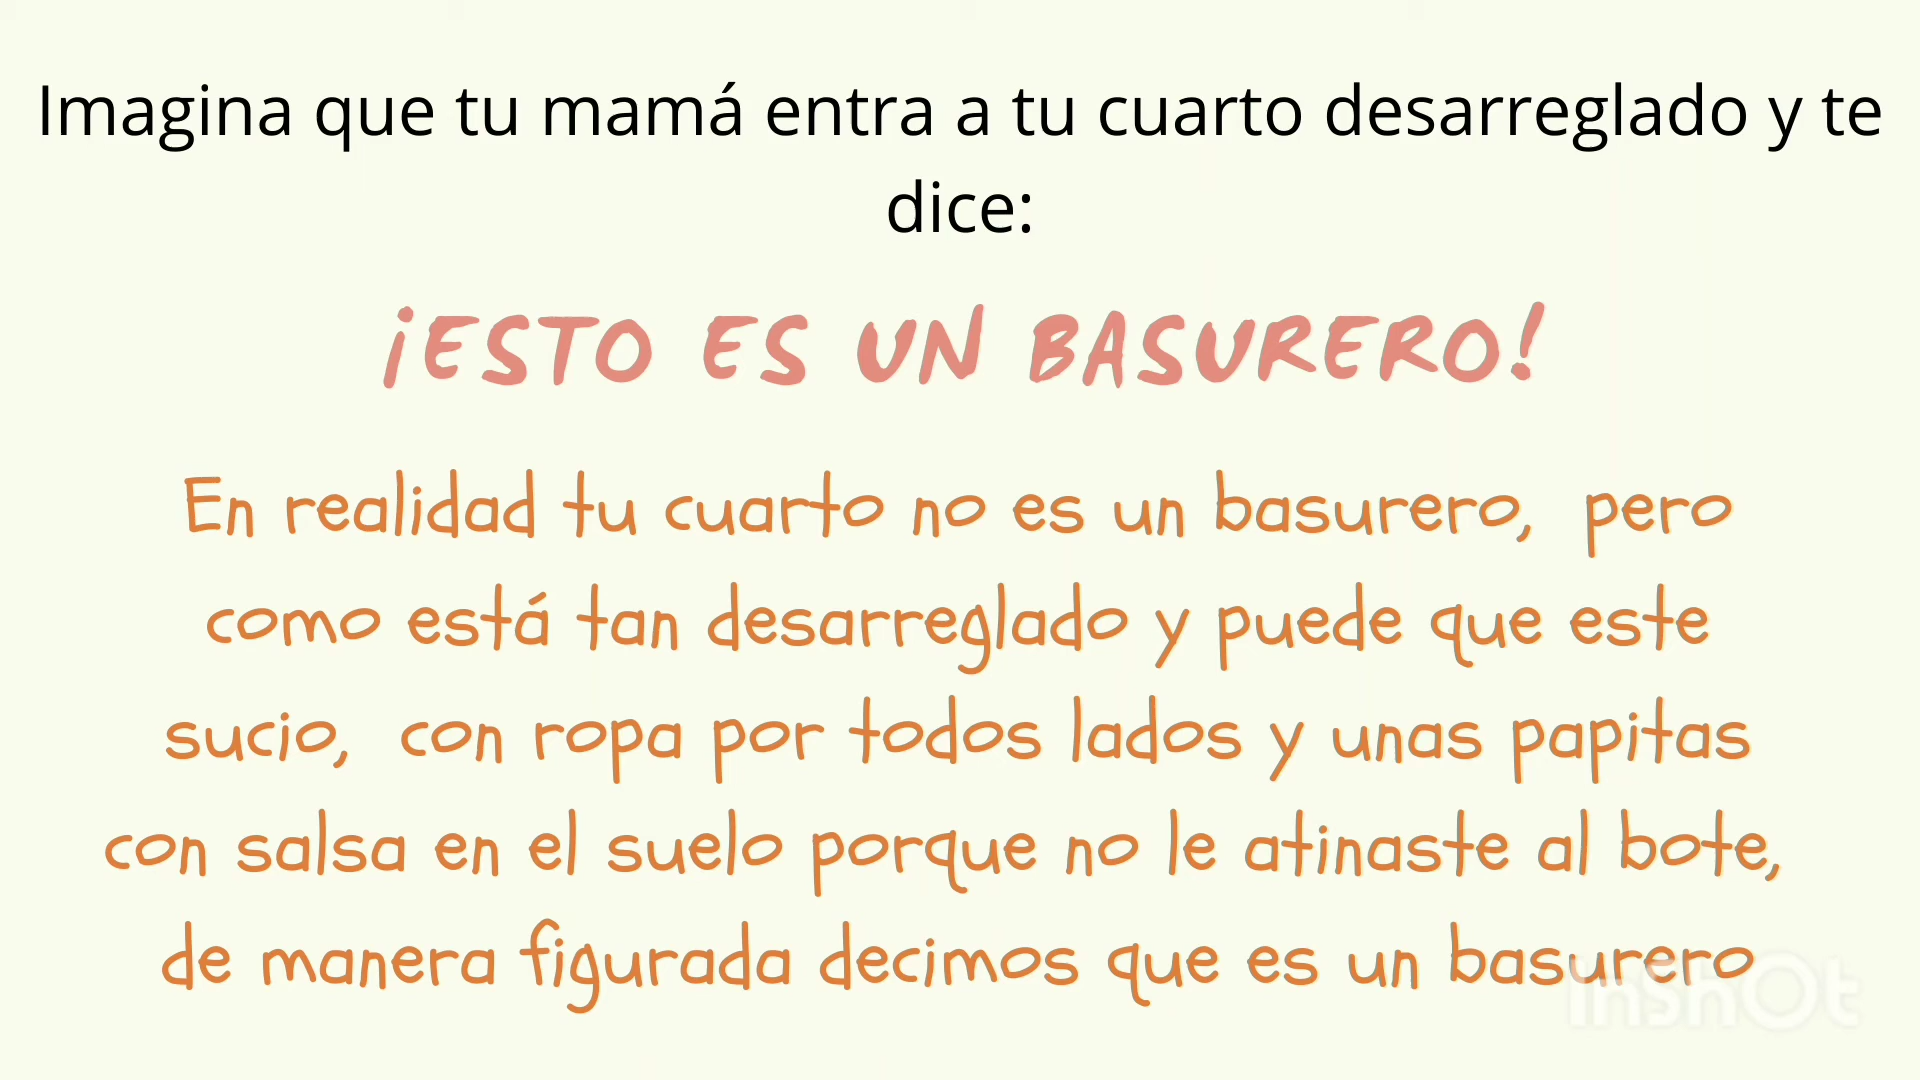 Imagina que tu mamá entra a tu cuarto desarreglado y te
dice:
¡ESTO ES UN BASURERO!
En realidad tu cuarto no es un basurero, pero
como está tan desarreglado y puede que este
sucio, con ropa por todos lados y unas papitas
con salsa en el suelo porque no le atinaste al bote,
de manera figurada decimos que es un basurero
InShOt